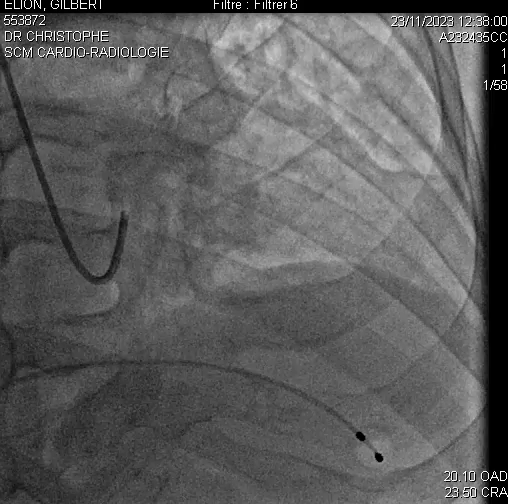 ELION, GILBERT
Filtre : Filtrer 6
23/11/2023 12:38:00
553872
A232435CC
DR CHRISTOPHE
1
SCM CARDIO-RADIOLOGIE
1
1/58
20.10 OAD
23.50 CRA